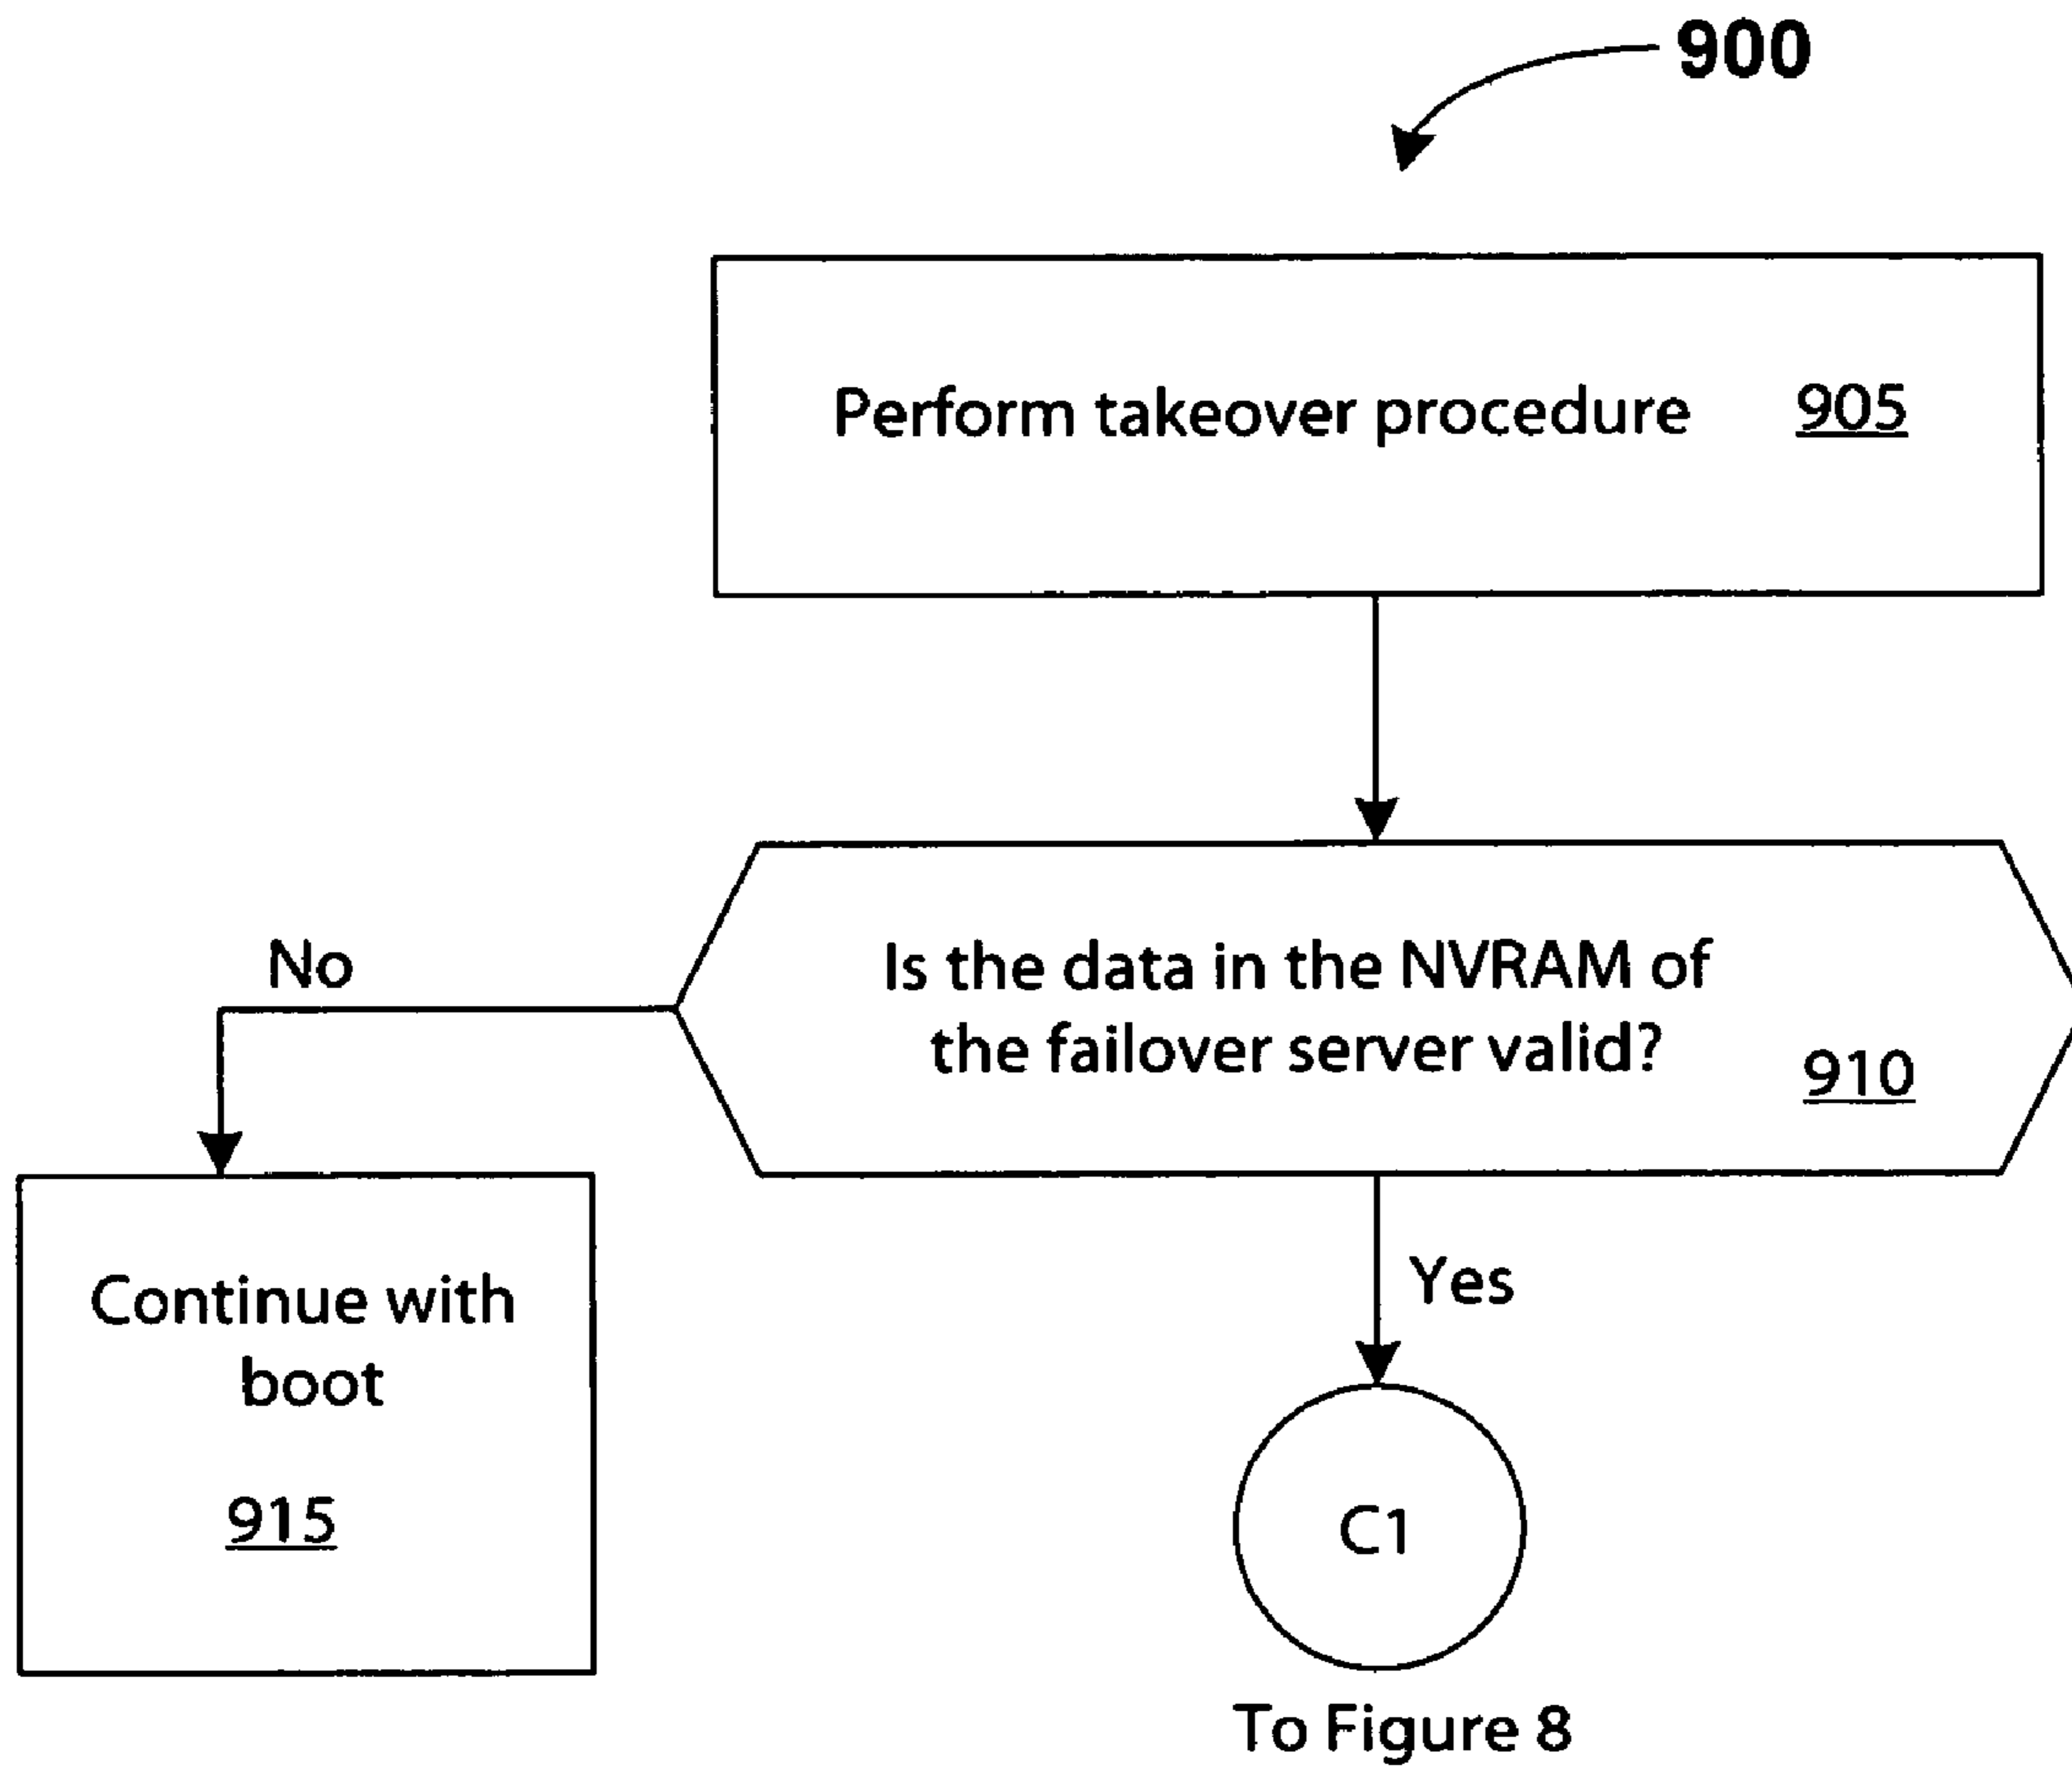 900
Perform takeover procedure 905
Is the data in the NVRAM of
the failover server valid?
910
No
Continue with
boot
915
Yes
C1
To Figure 8